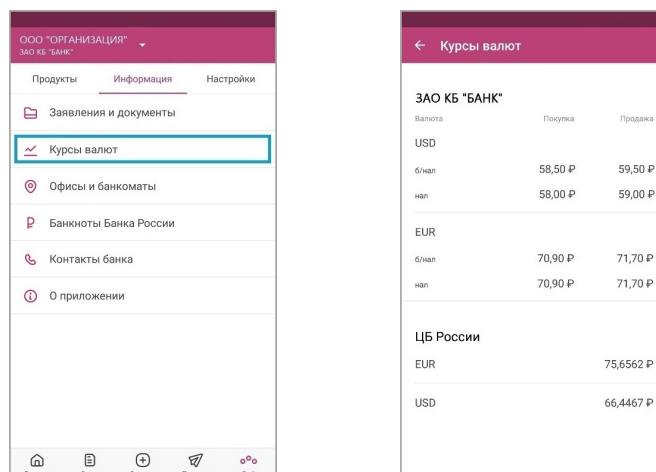 ООО "ОРГАНИЗАЦИЯ"
ЗАО КБ "БАНК"
Продукты Информация Настройки
Заявления и документы
Курсы валют
Офисы и банкоматы
Банкноты Банка России
Контакты банка
О приложении
Курсы валют
ЗАО КБ "БАНК"
Валюта Покупка Продажа
USD
б/нал 58,50 ₽ 59,50 ₽
нал 58,00 ₽ 59,00 ₽
EUR
б/нал 70,90 ₽ 71,70 ₽
нал 70,90 ₽ 71,70 ₽
ЦБ России
EUR 75,6562 ₽
USD 66,4467 ₽